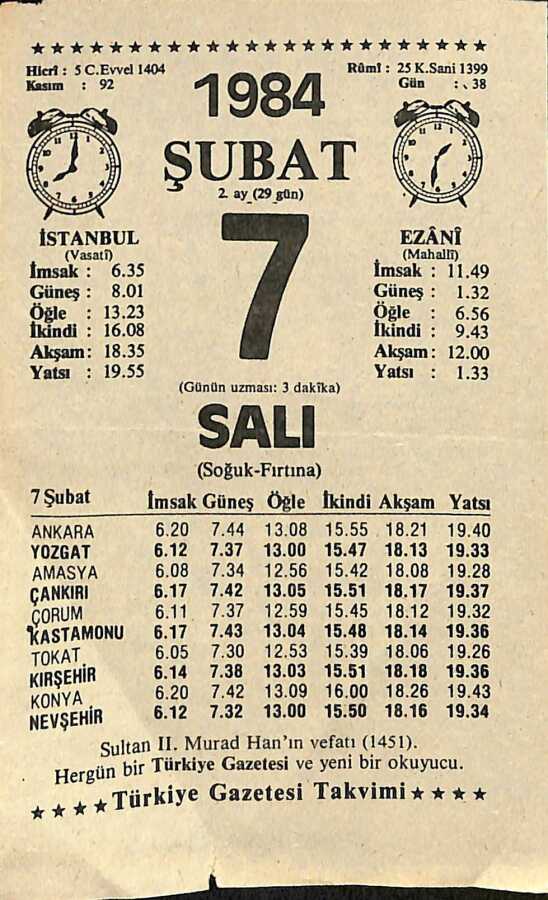 ★★★★★★★★★★★★★★★★★★★★★★★★★★★★★
Hicrî : 5 C.Evvel 1404
Kasım : 92
1984
Rûmî : 25 K.Sani 1399
Gün : 38
ŞUBAT
2. ay (29 gün)
7
İSTANBUL
(Vasatî)
İmsak : 6.35
Güneş : 8.01
Öğle : 13.23
İkindi : 16.08
Akşam : 18.35
Yatsı : 19.55
EZÂNÎ
(Mahallî)
İmsak : 11.49
Güneş : 1.32
Öğle : 6.56
İkindi : 9.43
Akşam : 12.00
Yatsı : 1.33
(Günün uzması: 3 dakîka)
SALI
(Soğuk-Fırtına)
7 Şubat İmsak Güneş Öğle İkindi Akşam Yatsı
ANKARA 6.20 7.44 13.08 15.55 18.21 19.40
YOZGAT 6.12 7.37 13.00 15.47 18.13 19.33
AMASYA 6.08 7.34 12.56 15.42 18.08 19.28
ÇANKIRI 6.17 7.42 13.05 15.51 18.17 19.37
ÇORUM 6.11 7.37 12.59 15.45 18.12 19.32
KASTAMONU 6.17 7.43 13.04 15.48 18.14 19.36
TOKAT 6.05 7.30 12.53 15.39 18.06 19.26
KIRŞEHİR 6.14 7.38 13.03 15.51 18.18 19.36
KONYA 6.20 7.42 13.09 16.00 18.26 19.43
NEVŞEHİR 6.12 7.32 13.00 15.50 18.16 19.34
Sultan II. Murad Han'ın vefatı (1451).
Hergün bir Türkiye Gazetesi ve yeni bir okuyucu.
★★★★Türkiye Gazetesi Takvimi★★★★